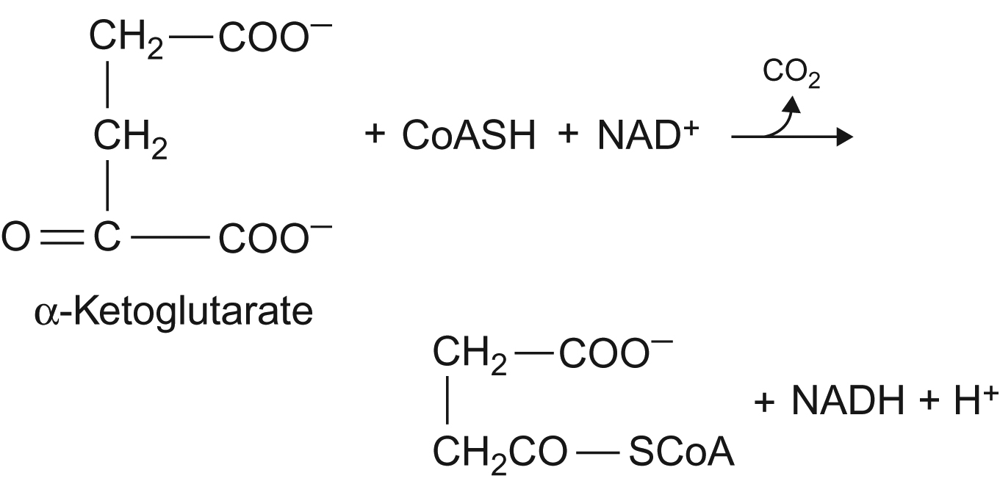 CH₂—COO⁻
CO₂
CH₂ + CoASH + NAD⁺
O=C—COO⁻
α-Ketoglutarate
CH₂—COO⁻
+ NADH + H⁺
CH₂CO—SCoA